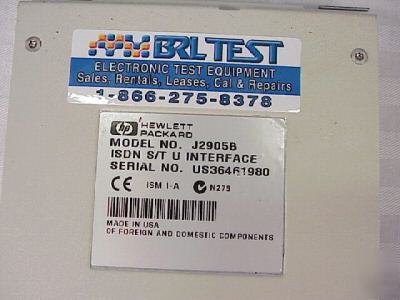 BRL TEST
ELECTRONIC TEST EQUIPMENT
Sales, Rentals, Leases, Cal & Repairs
1-866-275-8378
hp HEWLETT
PACKARD
MODEL NO. J2905B
ISDN S/T U INTERFACE
SERIAL NO. US36461980
CE ISM 1-A N279
MADE IN USA
OF FOREIGN AND DOMESTIC COMPONENTS